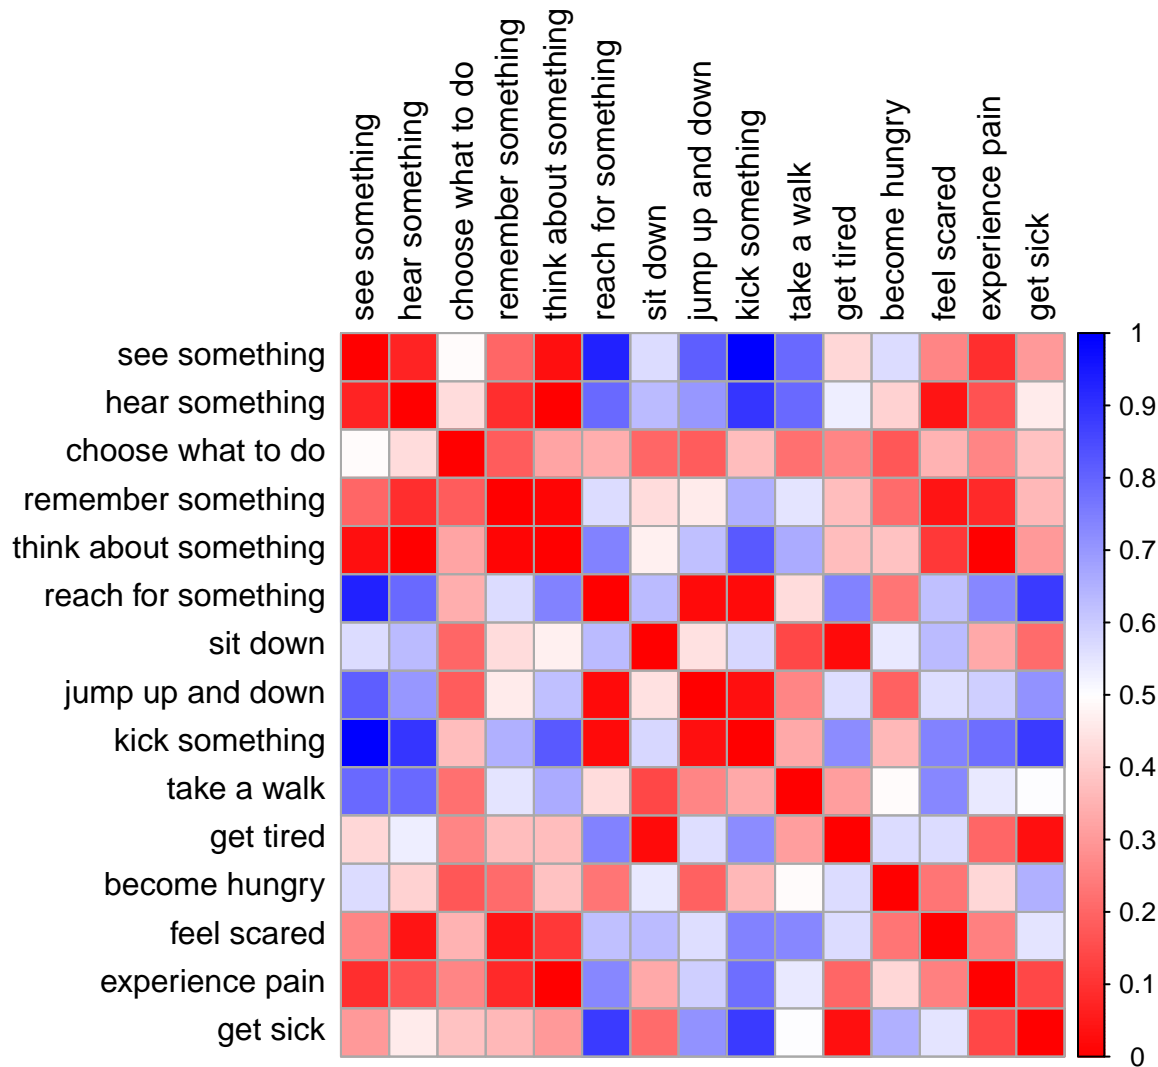 see something
hear something
choose what to do
remember something
think about something
reach for something
sit down
jump up and down
kick something
take a walk
get tired
become hungry
feel scared
experience pain
get sick
see something
hear something
choose what to do
remember something
think about something
reach for something
sit down
jump up and down
kick something
take a walk
get tired
become hungry
feel scared
experience pain
get sick
1
0.9
0.8
0.7
0.6
0.5
0.4
0.3
0.2
0.1
0